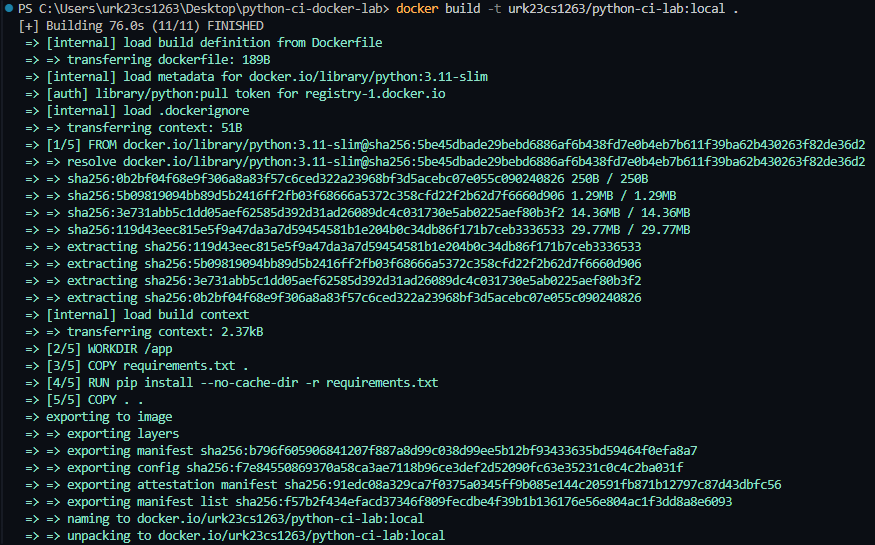 PS C:\Users\urk23cs1263\Desktop\python-ci-docker-lab> docker build -t urk23cs1263/python-ci-lab:local .
[+] Building 76.0s (11/11) FINISHED
=> [internal] load build definition from Dockerfile
=> => transferring dockerfile: 189B
=> [internal] load metadata for docker.io/library/python:3.11-slim
=> [auth] library/python:pull token for registry-1.docker.io
=> [internal] load .dockerignore
=> => transferring context: 51B
=> [1/5] FROM docker.io/library/python:3.11-slim@sha256:5be45dbade29bebd6886af6b438fd7e0b4eb7b611f39ba62b430263f82de36d2
=> => resolve docker.io/library/python:3.11-slim@sha256:5be45dbade29bebd6886af6b438fd7e0b4eb7b611f39ba62b430263f82de36d2
=> => sha256:0b2bf04f68e9f306a8a83f57c6ced322a23968bf3d5acebc07e055c090240826 250B / 250B
=> => sha256:5b09819094bb89d5b2416ff2fb03f68666a5372c358cfd22f2b62d7f6660d906 1.29MB / 1.29MB
=> => sha256:3e731abb5c1dd05aef62585d392d31ad26089dc4c031730e5ab0225aef80b3f2 14.36MB / 14.36MB
=> => sha256:119d43eec815e5f9a47da3a7d59454581b1e204b0c34db86f171b7ceb3336533 29.77MB / 29.77MB
=> => extracting sha256:119d43eec815e5f9a47da3a7d59454581b1e204b0c34db86f171b7ceb3336533
=> => extracting sha256:5b09819094bb89d5b2416ff2fb03f68666a5372c358cfd22f2b62d7f6660d906
=> => extracting sha256:3e731abb5c1dd05aef62585d392d31ad26089dc4c031730e5ab0225aef80b3f2
=> => extracting sha256:0b2bf04f68e9f306a8a83f57c6ced322a23968bf3d5acebc07e055c090240826
=> [internal] load build context
=> => transferring context: 2.37kB
=> [2/5] WORKDIR /app
=> [3/5] COPY requirements.txt .
=> [4/5] RUN pip install --no-cache-dir -r requirements.txt
=> [5/5] COPY . .
=> exporting to image
=> => exporting layers
=> => exporting manifest sha256:b796f605906841207f887a8d99c038d99ee5b12bf93433635bd59464f0efa8a7
=> => exporting config sha256:f7e84550869370a58ca3ae7118b96ce3def2d52090fc63e35231c0c4c2ba031f
=> => exporting attestation manifest sha256:91edc08a329ca7f0375a0345ff9b085e144c20591fb871b12797c87d43dbfc56
=> => exporting manifest list sha256:f57b2f434efacd37346f809fecdbe4f39b1b136176e56e804ac1f3dd8a8e6093
=> => naming to docker.io/urk23cs1263/python-ci-lab:local
=> => unpacking to docker.io/urk23cs1263/python-ci-lab:local